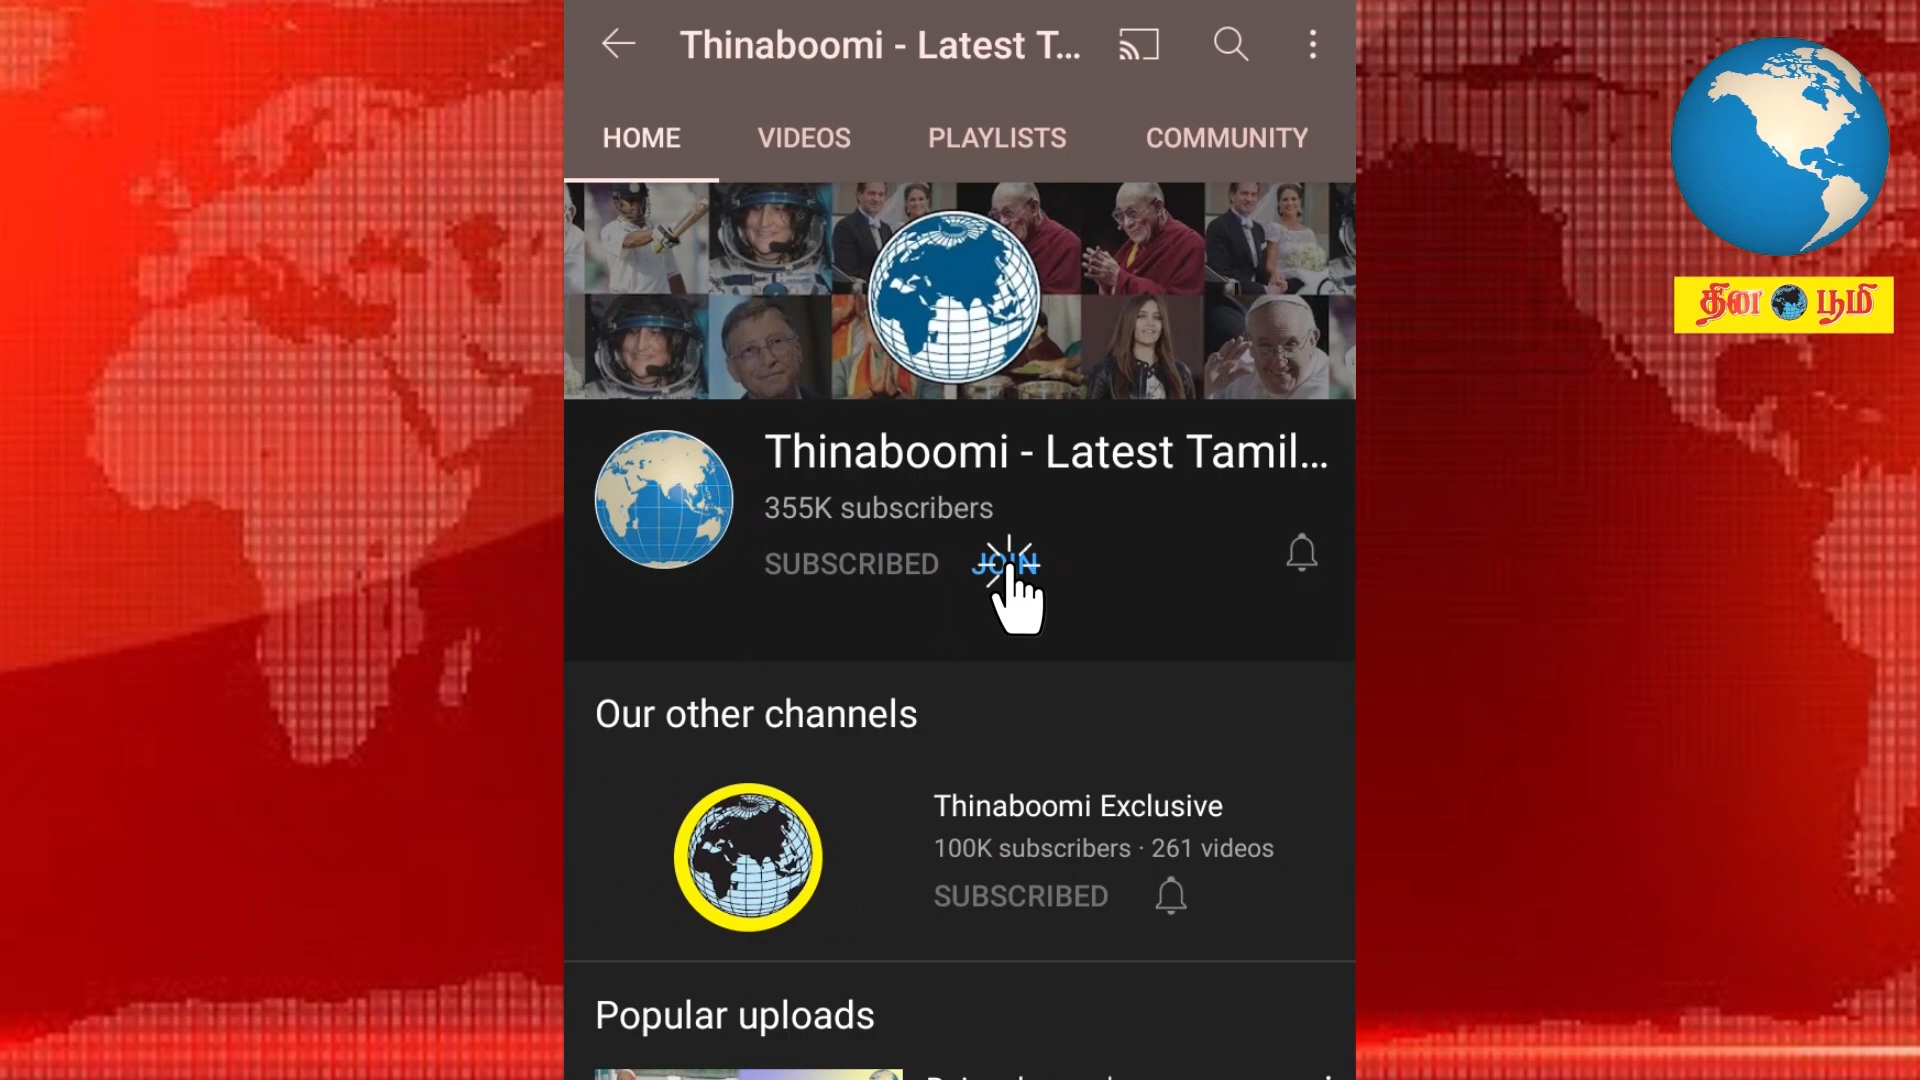 Thinaboomi - Latest T...
HOME
VIDEOS
PLAYLISTS
COMMUNITY
தின பூமி
Thinaboomi - Latest Tamil...
355K subscribers
SUBSCRIBED
JOIN
Our other channels
Thinaboomi Exclusive
100K subscribers · 261 videos
SUBSCRIBED
Popular uploads